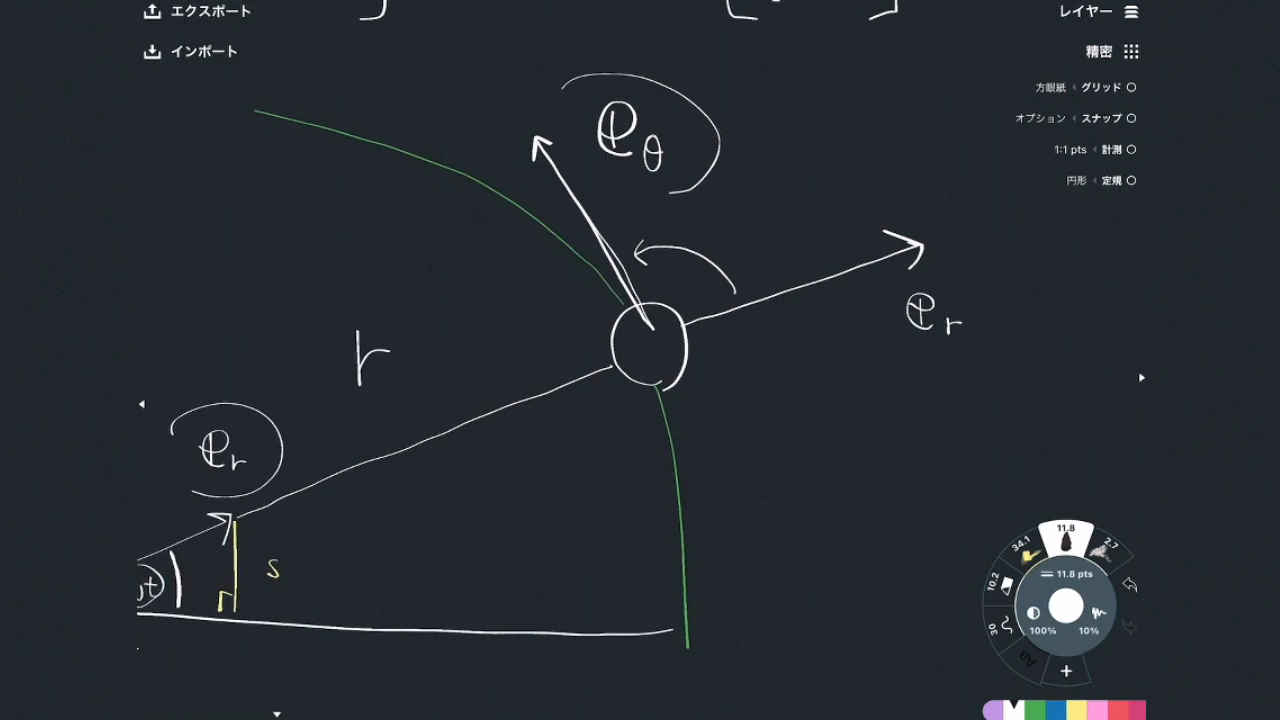 エクスポート
レイヤー
インポート
精密
方眼紙 グリッド
オプション スナップ
1:1 pts 計測
円形 定規
e_θ
e_r
r
e_r
s
11.8
34.1
2.7
10.2
11.8 pts
30
100% 10%
Aa
+